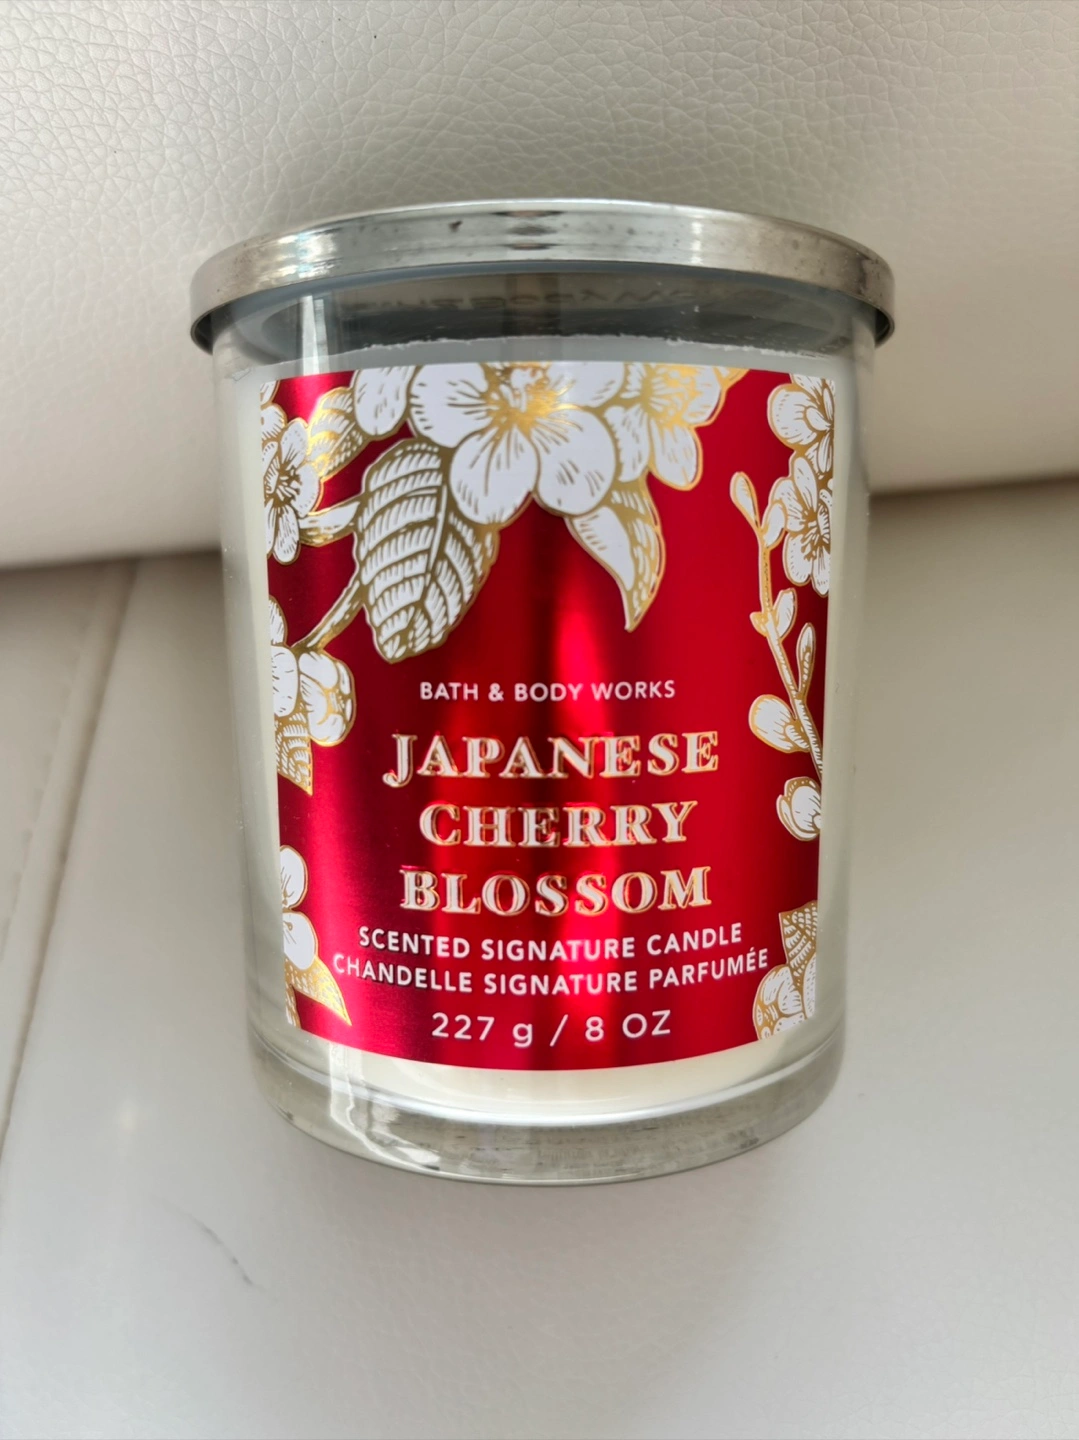 BATH & BODY WORKS
JAPANESE
CHERRY
BLOSSOM
SCENTED SIGNATURE CANDLE
CHANDELLE SIGNATURE PARFUMÉE
227 g / 8 OZ